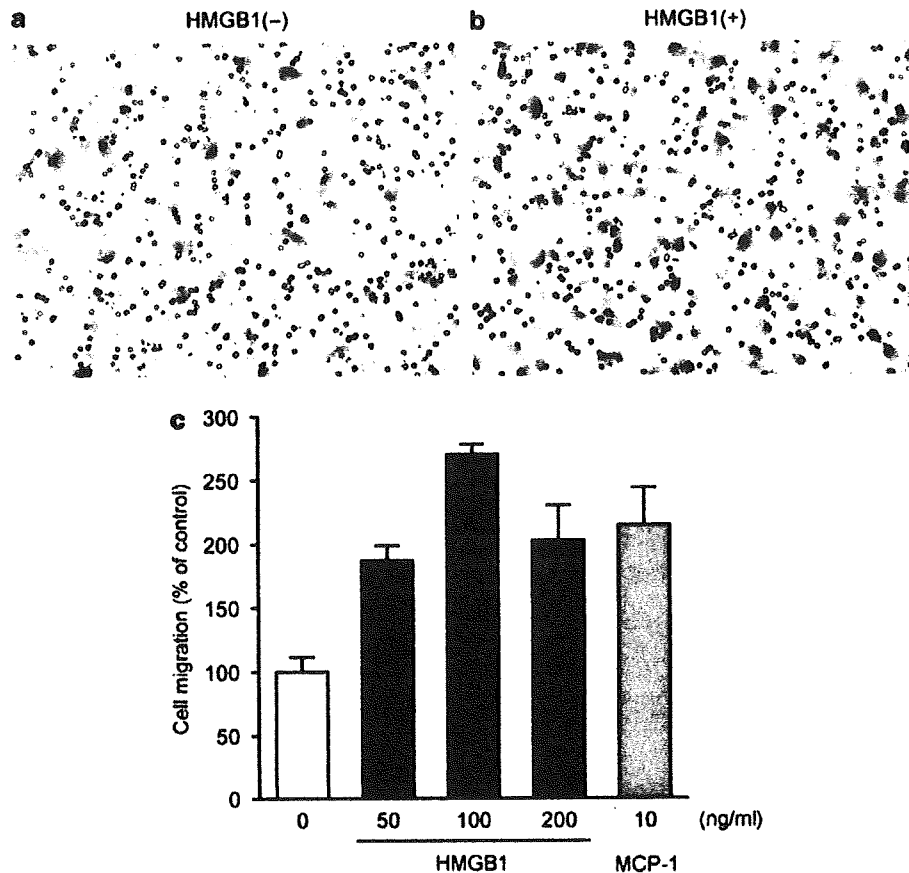 a HMGB1(−) b HMGB1(+)
c
300
250
200
150
100
50
0
Cell migration (% of control)
0 50 100 200 10 (ng/ml)
HMGB1 MCP-1